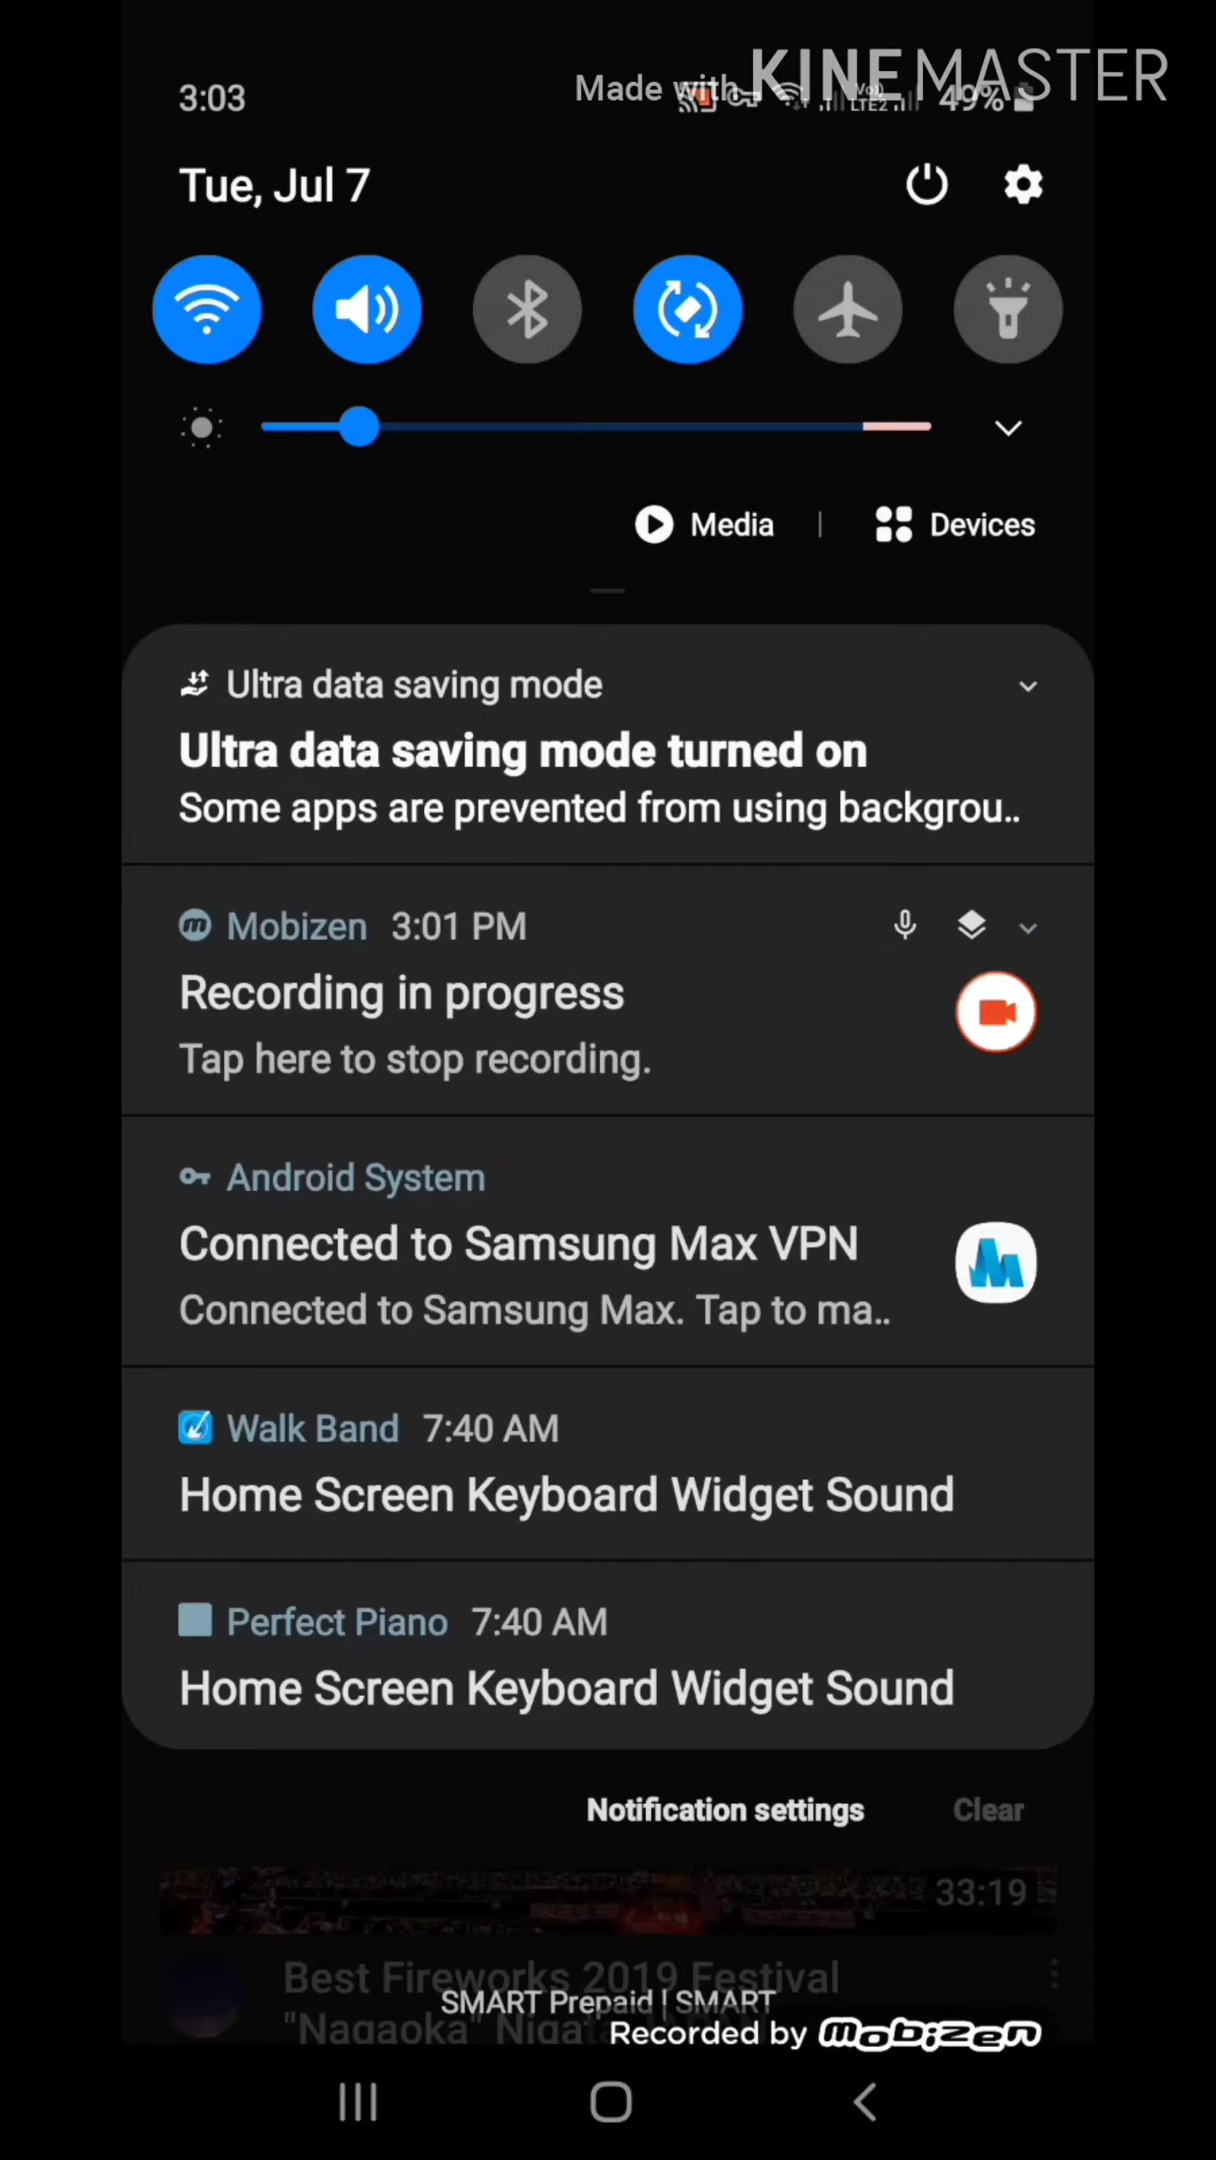 Made with KINEMASTER
3:03 Vo) LTE2 49%
Tue, Jul 7
Media | Devices
Ultra data saving mode
Ultra data saving mode turned on
Some apps are prevented from using backgrou..
Mobizen 3:01 PM
Recording in progress
Tap here to stop recording.
Android System
Connected to Samsung Max VPN
Connected to Samsung Max. Tap to ma..
Walk Band 7:40 AM
Home Screen Keyboard Widget Sound
Perfect Piano 7:40 AM
Home Screen Keyboard Widget Sound
Notification settings Clear
33:19
Best Fireworks 2019 Festival
SMART Prepaid | SMART
"Nagaoka"
Recorded by mobizen